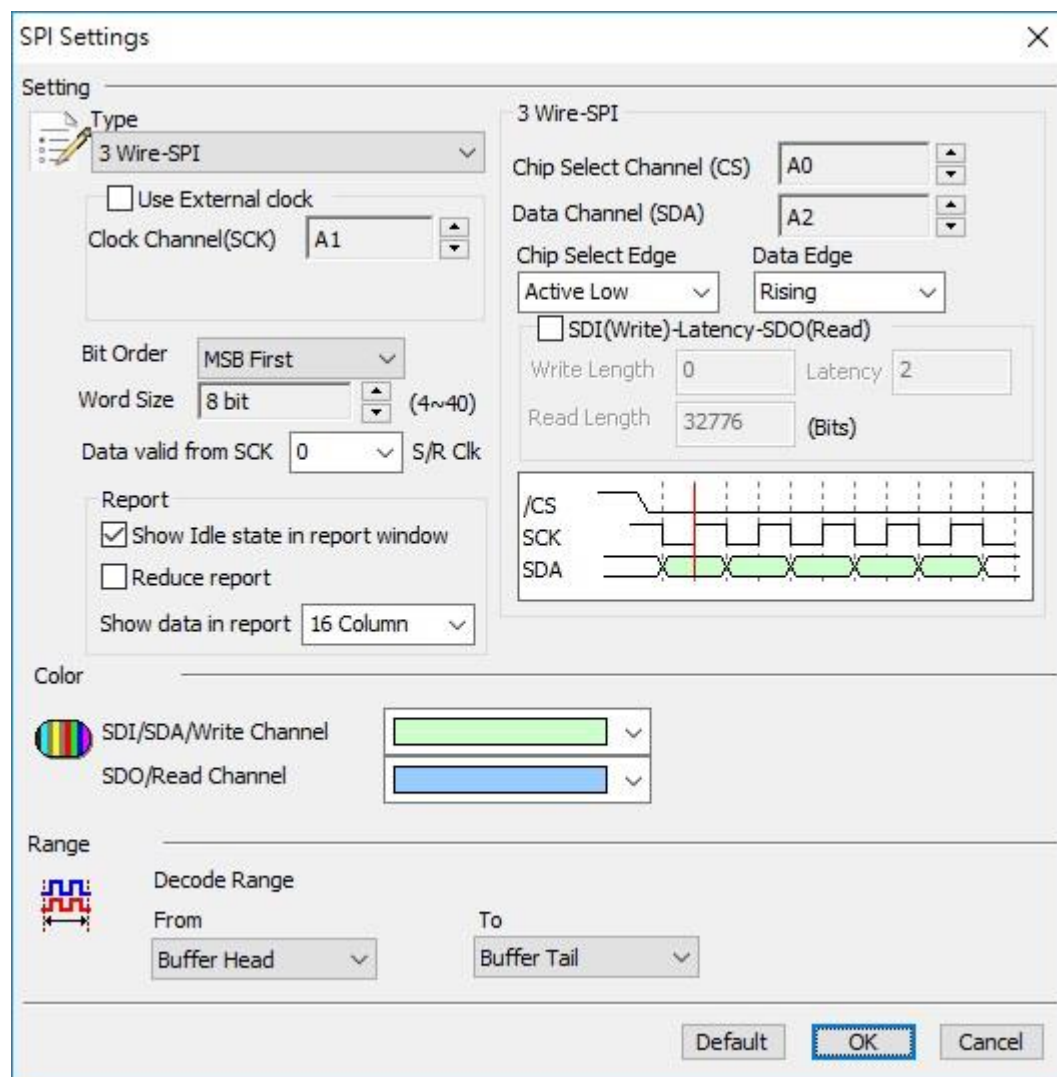 SPI Settings
Setting
Type
3 Wire-SPI
Use External clock
Clock Channel(SCK) A1
Bit Order MSB First
Word Size 8 bit (4~40)
Data valid from SCK 0 S/R Clk
Report
Show Idle state in report window
Reduce report
Show data in report 16 Column
3 Wire-SPI
Chip Select Channel (CS) A0
Data Channel (SDA) A2
Chip Select Edge Data Edge
Active Low Rising
SDI(Write)-Latency-SDO(Read)
Write Length 0 Latency 2
Read Length 32776 (Bits)
/CS
SCK
SDA
Color
SDI/SDA/Write Channel
SDO/Read Channel
Range
Decode Range
From To
Buffer Head Buffer Tail
Default OK Cancel